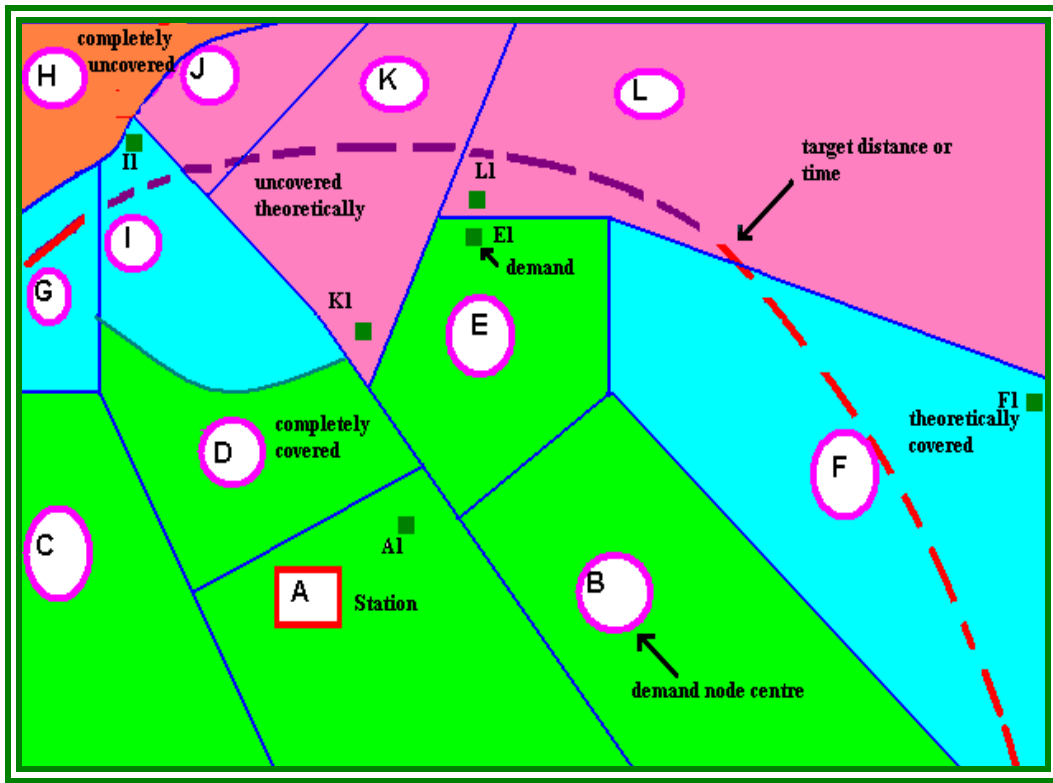 completely
uncovered
H
J
K
L
I1
target distance or
time
uncovered
theoretically
L1
E1
demand
I
G
K1
E
F1
theoretically
covered
completely
covered
D
F
C
A1
A
Station
B
demand node centre